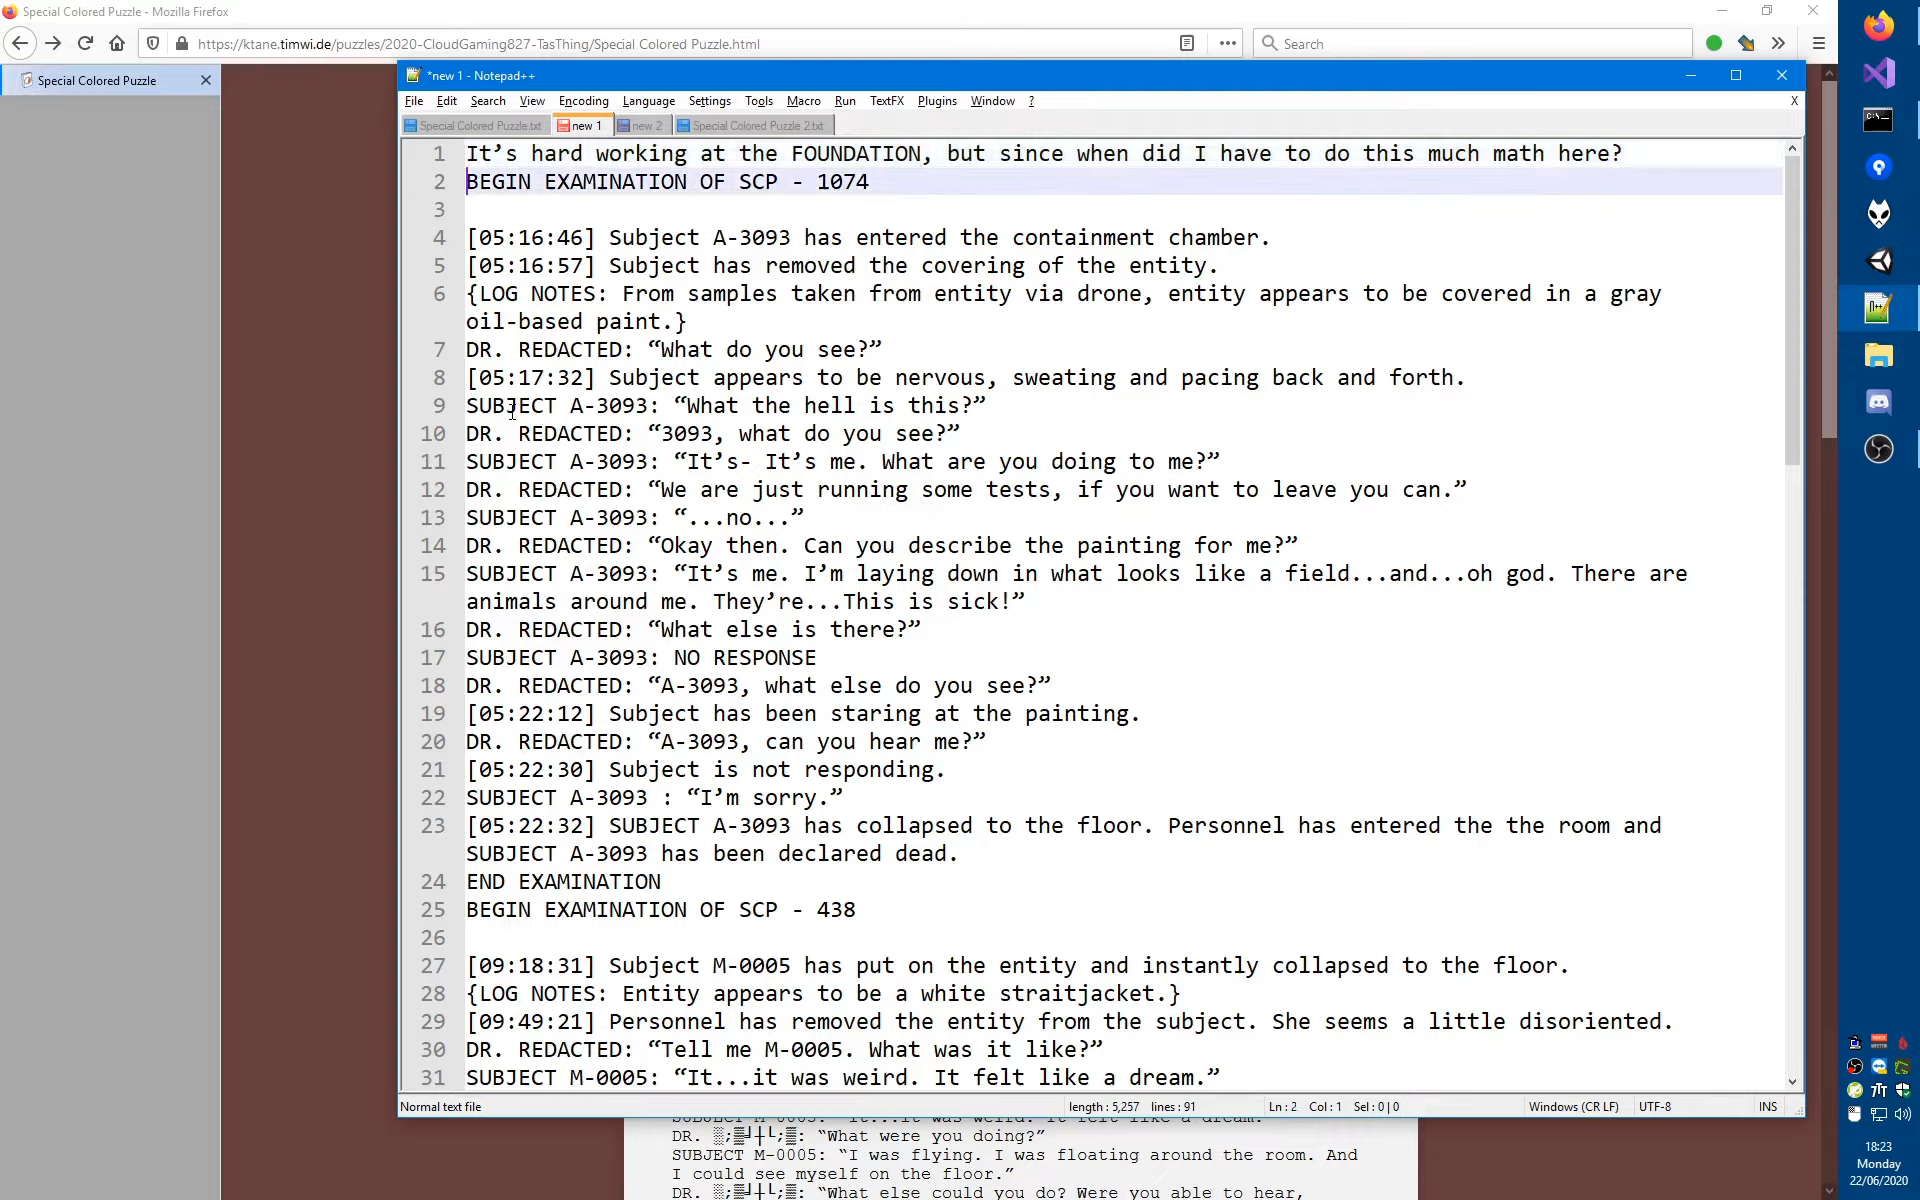 Special Colored Puzzle - Mozilla Firefox
https://ktane.timwi.de/puzzles/2020-CloudGaming827-TasThing/Special Colored Puzzle.html
Search
Special Colored Puzzle
*new 1 - Notepad++
File Edit Search View Encoding Language Settings Tools Macro Run TextFX Plugins Window ? X
Special Colored Puzzle.txt new 1 new 2 Special Colored Puzzle 2.txt
1 It’s hard working at the FOUNDATION, but since when did I have to do this much math here?
2 BEGIN EXAMINATION OF SCP - 1074
3
4 [05:16:46] Subject A-3093 has entered the containment chamber.
5 [05:16:57] Subject has removed the covering of the entity.
6 {LOG NOTES: From samples taken from entity via drone, entity appears to be covered in a gray
oil-based paint.}
7 DR. REDACTED: “What do you see?”
8 [05:17:32] Subject appears to be nervous, sweating and pacing back and forth.
9 SUBJECT A-3093: “What the hell is this?”
10 DR. REDACTED: “3093, what do you see?”
11 SUBJECT A-3093: “It’s- It’s me. What are you doing to me?”
12 DR. REDACTED: “We are just running some tests, if you want to leave you can.”
13 SUBJECT A-3093: “...no...”
14 DR. REDACTED: “Okay then. Can you describe the painting for me?”
15 SUBJECT A-3093: “It’s me. I’m laying down in what looks like a field...and...oh god. There are
animals around me. They’re...This is sick!”
16 DR. REDACTED: “What else is there?”
17 SUBJECT A-3093: NO RESPONSE
18 DR. REDACTED: “A-3093, what else do you see?”
19 [05:22:12] Subject has been staring at the painting.
20 DR. REDACTED: “A-3093, can you hear me?”
21 [05:22:30] Subject is not responding.
22 SUBJECT A-3093 : “I’m sorry.”
23 [05:22:32] SUBJECT A-3093 has collapsed to the floor. Personnel has entered the the room and
SUBJECT A-3093 has been declared dead.
24 END EXAMINATION
25 BEGIN EXAMINATION OF SCP - 438
26
27 [09:18:31] Subject M-0005 has put on the entity and instantly collapsed to the floor.
28 {LOG NOTES: Entity appears to be a white straitjacket.}
29 [09:49:21] Personnel has removed the entity from the subject. She seems a little disoriented.
30 DR. REDACTED: “Tell me M-0005. What was it like?”
31 SUBJECT M-0005: “It...it was weird. It felt like a dream.”
Normal text file length : 5,257 lines : 91 Ln : 2 Col : 1 Sel : 0 | 0 Windows (CR LF) UTF-8 INS
SUBJECT M-0005: “It...it was weird. It felt like a dream.”
DR. ▒;▓╝┼└;▓: “What were you doing?”
SUBJECT M-0005: “I was flying. I was floating around the room. And
I could see myself on the floor.”
DR. ▒;▓╝┼└;▓: “What else could you do? Were you able to hear,
18:23
Monday
22/06/2020